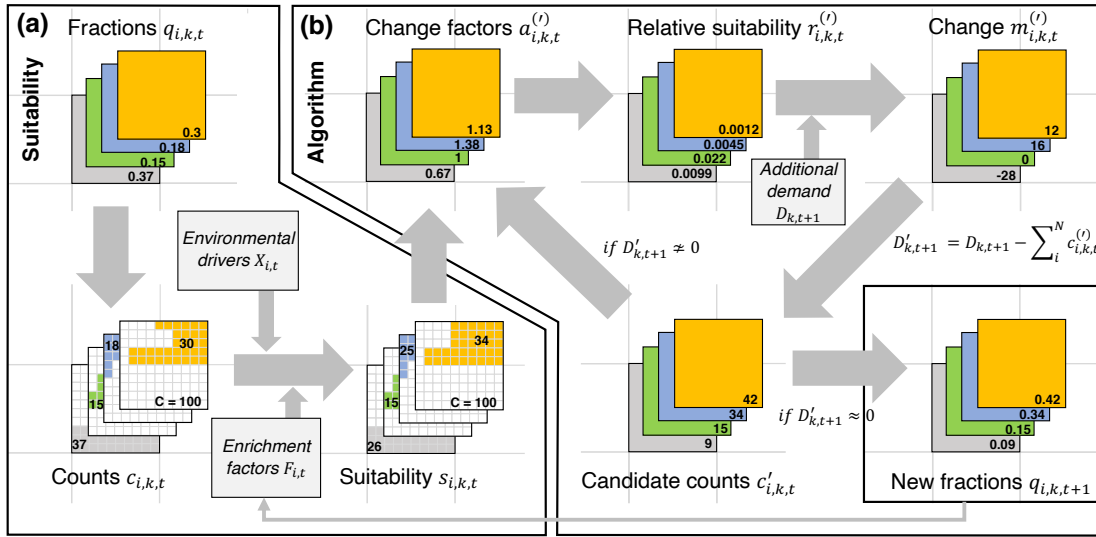 (a)
Suitability
Fractions q_{i,k,t}
0.3
0.18
0.15
0.37
Environmental
drivers X_{i,t}
18
30
15
C = 100
37
Counts c_{i,k,t}
Enrichment
factors F_{i,t}
25
34
15
C = 100
26
Suitability s_{i,k,t}
(b)
Algorithm
Change factors a_{i,k,t}^{(′)}
1.13
1.38
1
0.67
Relative suitability r_{i,k,t}^{(′)}
0.0012
0.0045
0.022
0.0099
Additional
demand
D_{k,t+1}
Change m_{i,k,t}^{(′)}
12
16
0
-28
D′_{k,t+1} = D_{k,t+1} − ∑_i^N c_{i,k,t}^{(′)}
if D′_{k,t+1} ≉ 0
42
34
15
9
Candidate counts c′_{i,k,t}
if D′_{k,t+1} ≈ 0
0.42
0.34
0.15
0.09
New fractions q_{i,k,t+1}